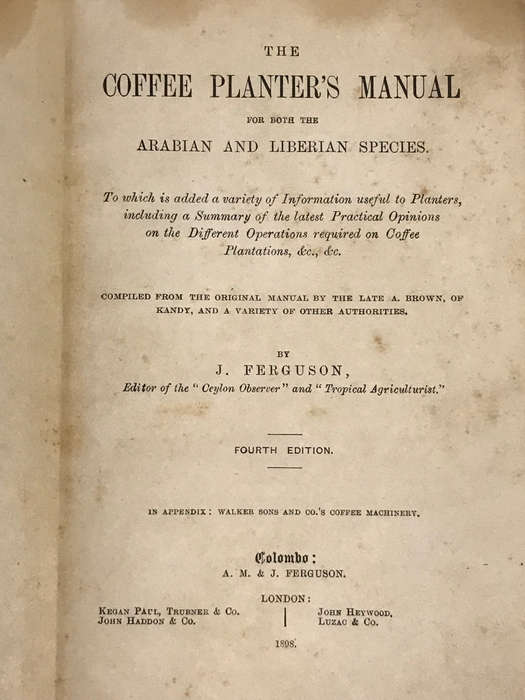 THE
COFFEE PLANTER'S MANUAL
FOR BOTH THE
ARABIAN AND LIBERIAN SPECIES.
To which is added a variety of Information useful to Planters,
including a Summary of the latest Practical Opinions
on the Different Operations required on Coffee
Plantations, &c., &c.
COMPILED FROM THE ORIGINAL MANUAL BY THE LATE A. BROWN, OF
KANDY, AND A VARIETY OF OTHER AUTHORITIES.
BY
J. FERGUSON,
Editor of the "Ceylon Observer" and "Tropical Agriculturist."
FOURTH EDITION.
IN APPENDIX: WALKER SONS AND CO.'S COFFEE MACHINERY.
Colombo:
A. M. & J. FERGUSON.
LONDON:
KEGAN PAUL, TRUBNER & Co.
JOHN HADDON & Co.
JOHN HEYWOOD,
LUZAC & Co.
1898.